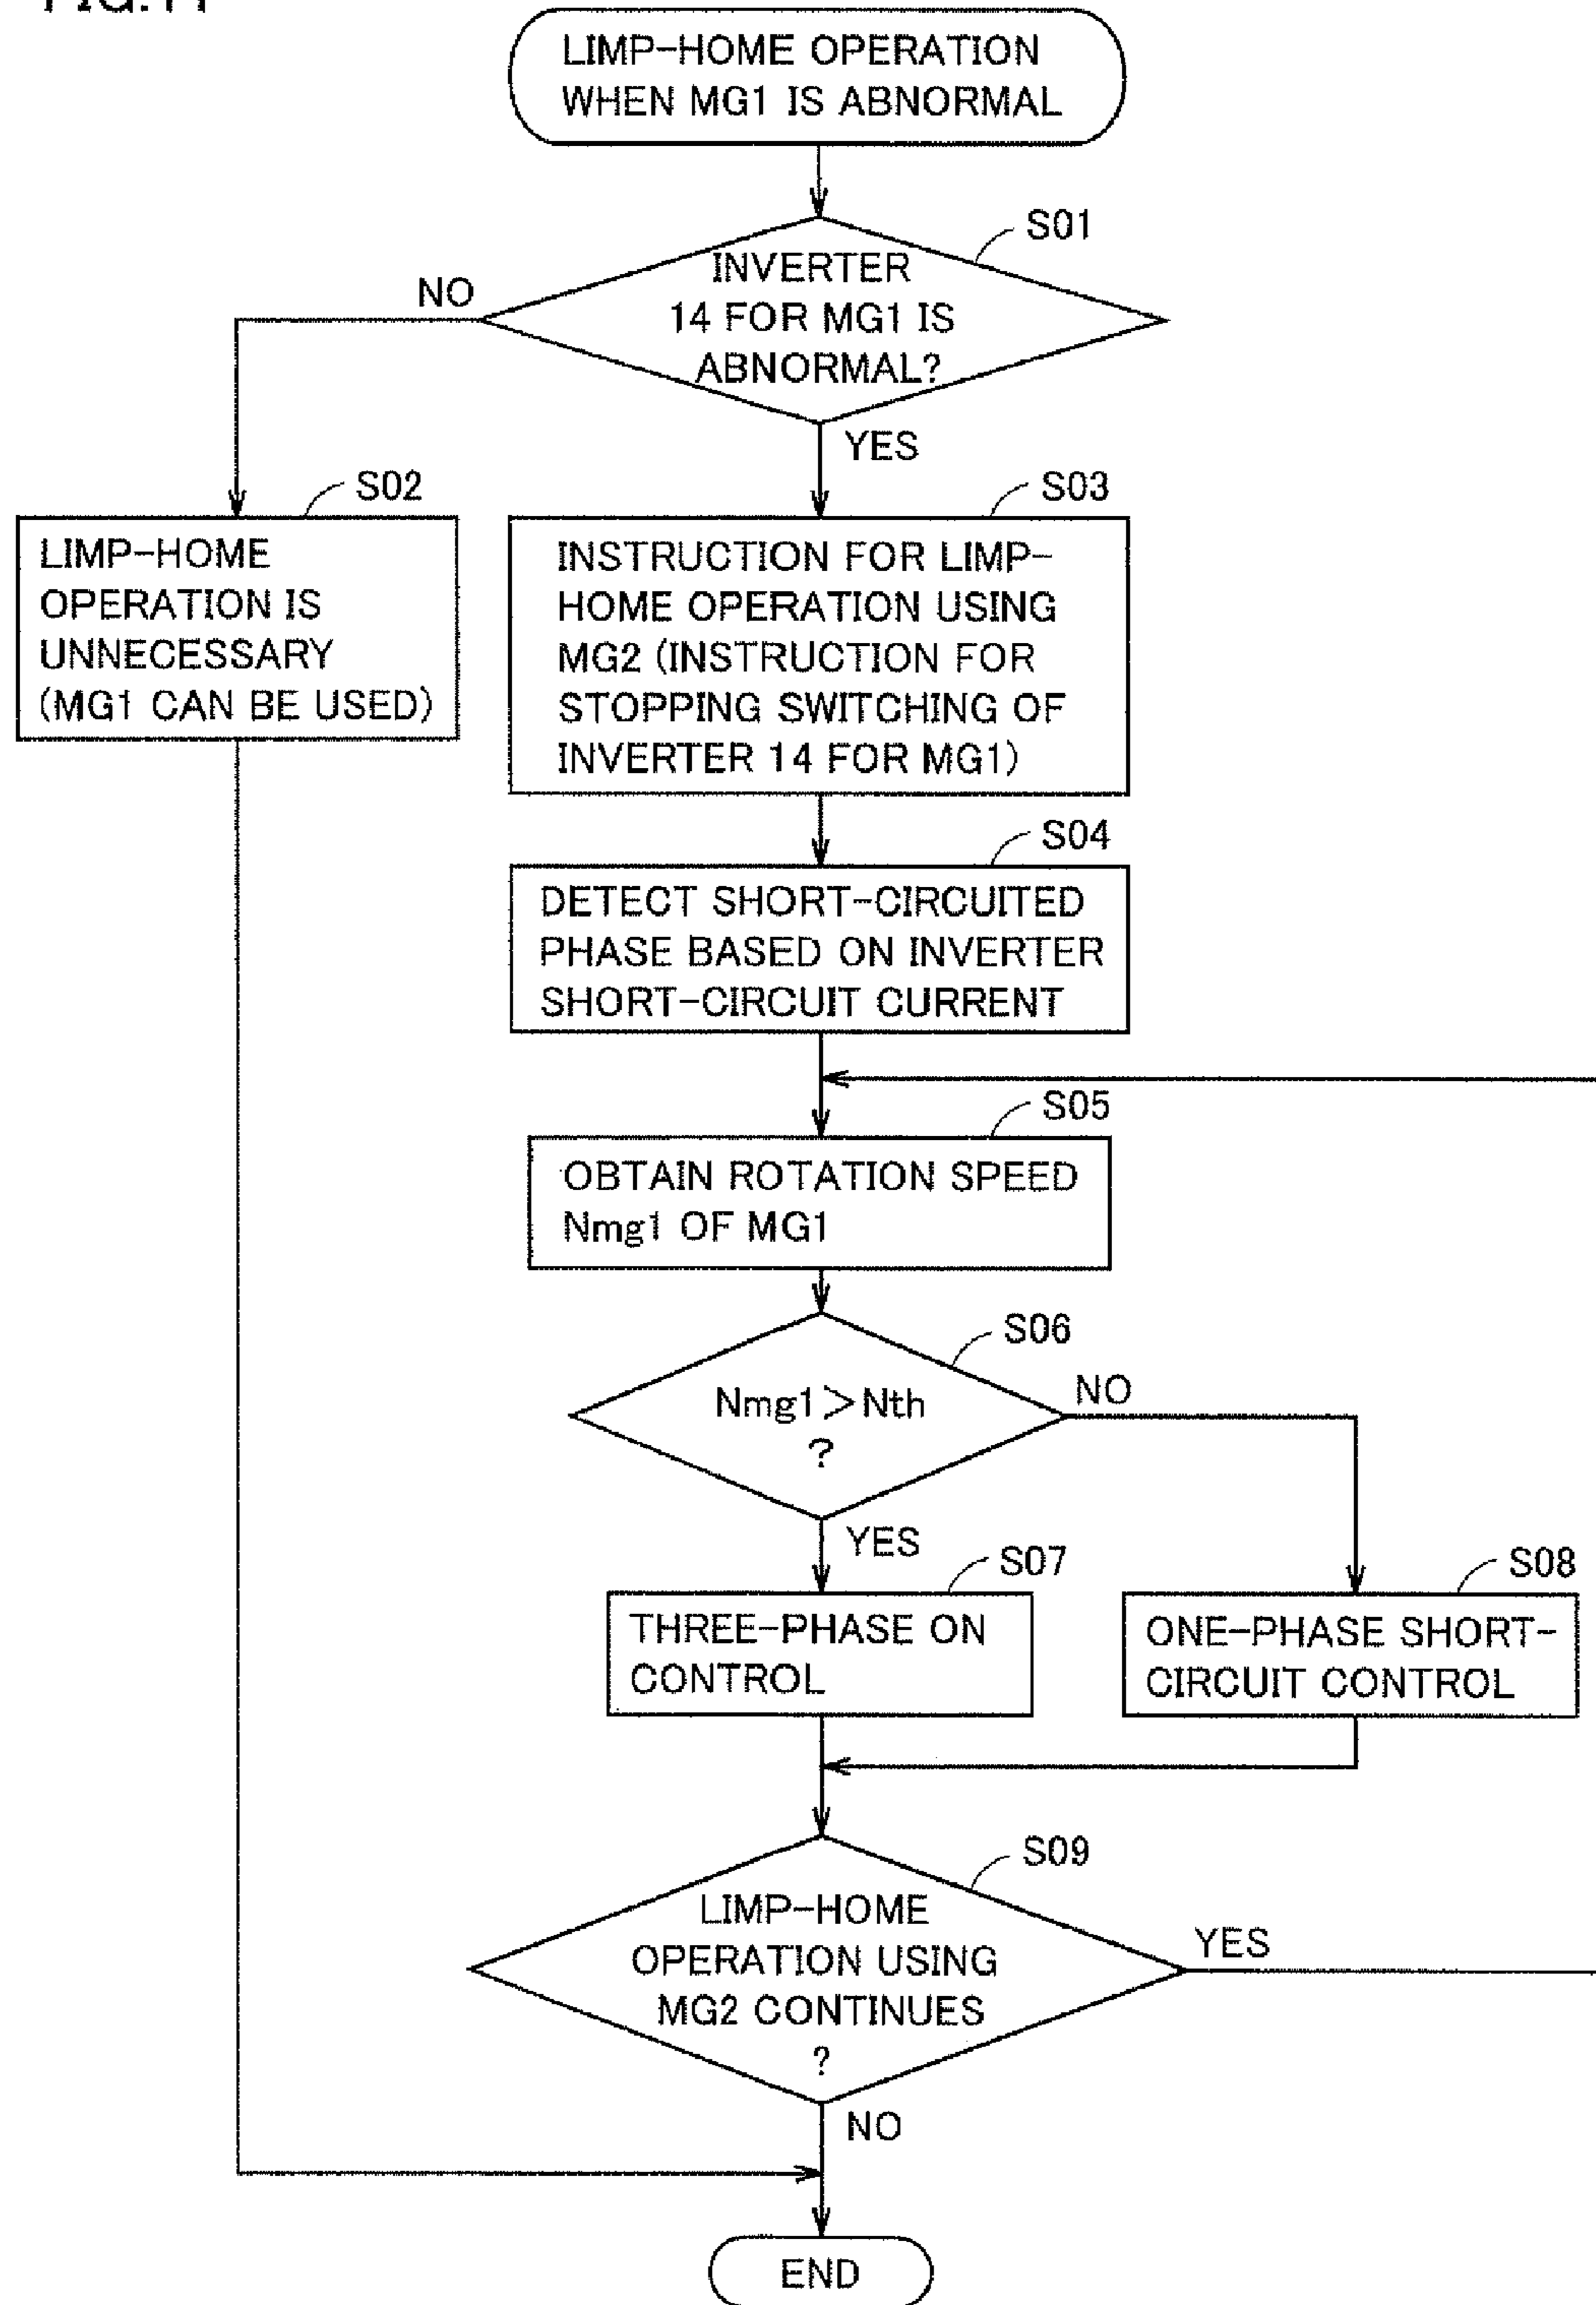 FIG.11
LIMP-HOME OPERATION
WHEN MG1 IS ABNORMAL
S01
INVERTER
14 FOR MG1 IS
ABNORMAL?
NO
YES
S02
LIMP-HOME
OPERATION IS
UNNECESSARY
(MG1 CAN BE USED)
S03
INSTRUCTION FOR LIMP-
HOME OPERATION USING
MG2 (INSTRUCTION FOR
STOPPING SWITCHING OF
INVERTER 14 FOR MG1)
S04
DETECT SHORT-CIRCUITED
PHASE BASED ON INVERTER
SHORT-CIRCUIT CURRENT
S05
OBTAIN ROTATION SPEED
Nmg1 OF MG1
S06
Nmg1＞Nth
?
NO
YES
S07
THREE-PHASE ON
CONTROL
S08
ONE-PHASE SHORT-
CIRCUIT CONTROL
S09
LIMP-HOME
OPERATION USING
MG2 CONTINUES
?
YES
NO
END